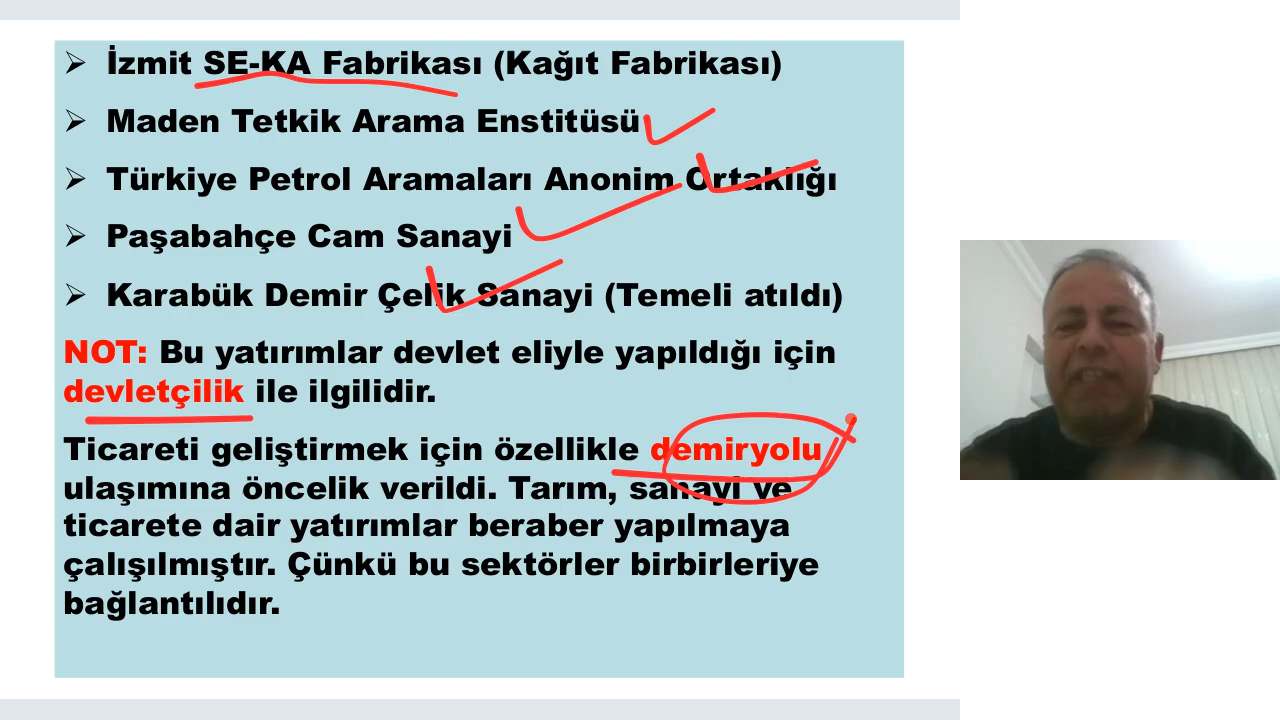 İzmit SE-KA Fabrikası (Kağıt Fabrikası)
Maden Tetkik Arama Enstitüsü
Türkiye Petrol Aramaları Anonim Ortaklığı
Paşabahçe Cam Sanayi
Karabük Demir Çelik Sanayi (Temeli atıldı)
NOT: Bu yatırımlar devlet eliyle yapıldığı için
devletçilik ile ilgilidir.
Ticareti geliştirmek için özellikle demiryolu
ulaşımına öncelik verildi. Tarım, sanayi ve
ticarete dair yatırımlar beraber yapılmaya
çalışılmıştır. Çünkü bu sektörler birbirleriye
bağlantılıdır.